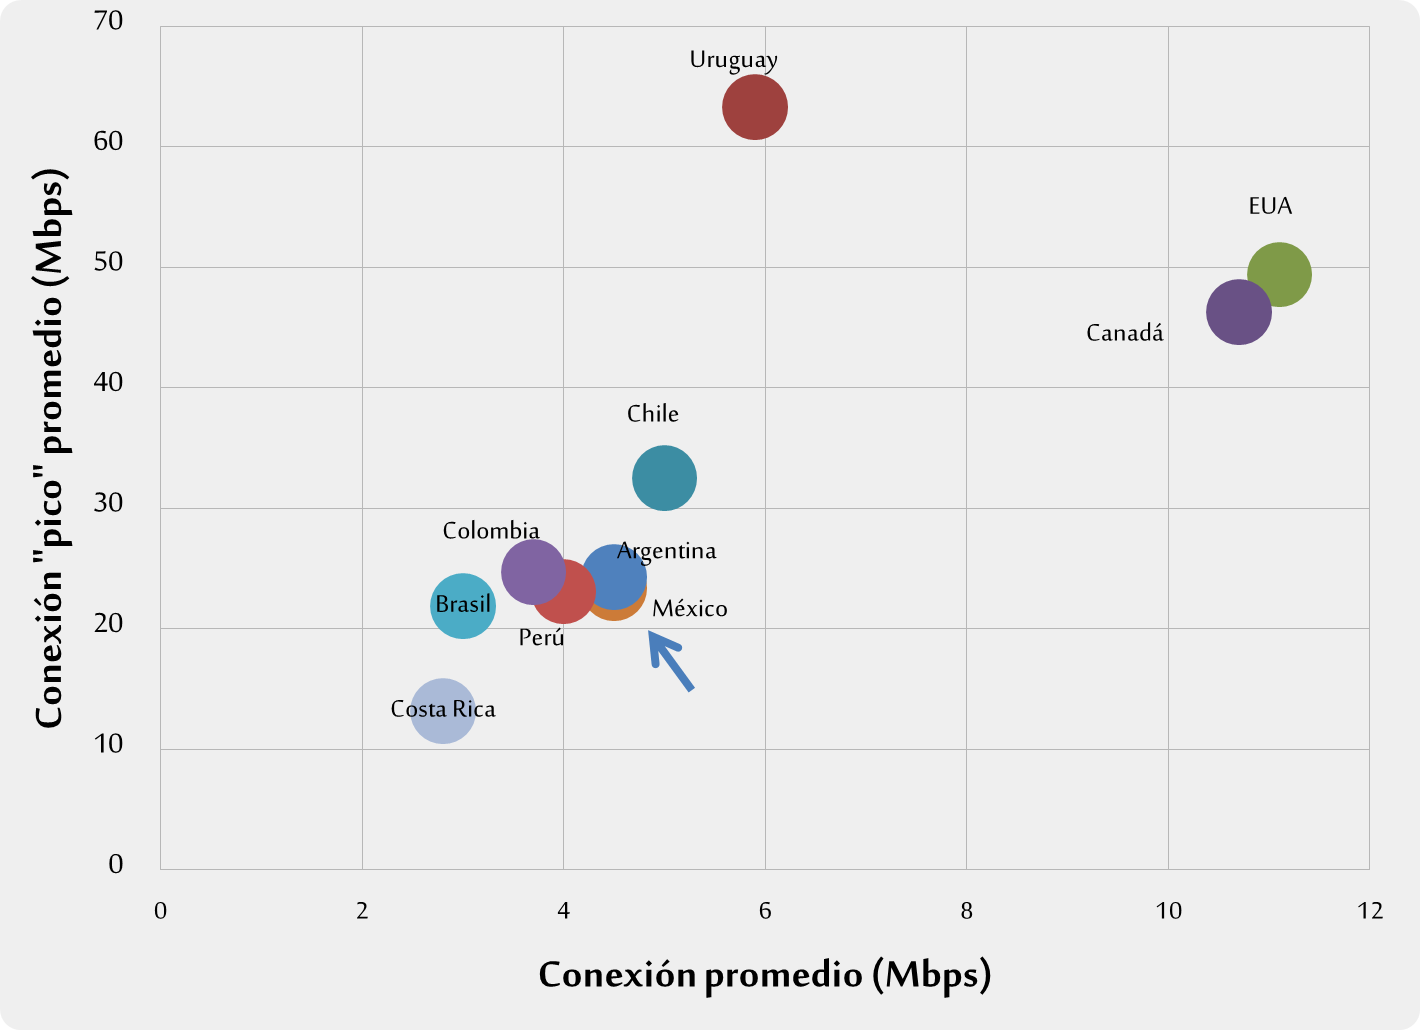 70
Uruguay
60
EUA
50
Canadá
40
Chile
30
Colombia
Argentina
Brasil
México
20
Perú
Costa Rica
10
0
0 2 4 6 8 10 12
Conexión promedio (Mbps)
Conexión "pico" promedio (Mbps)